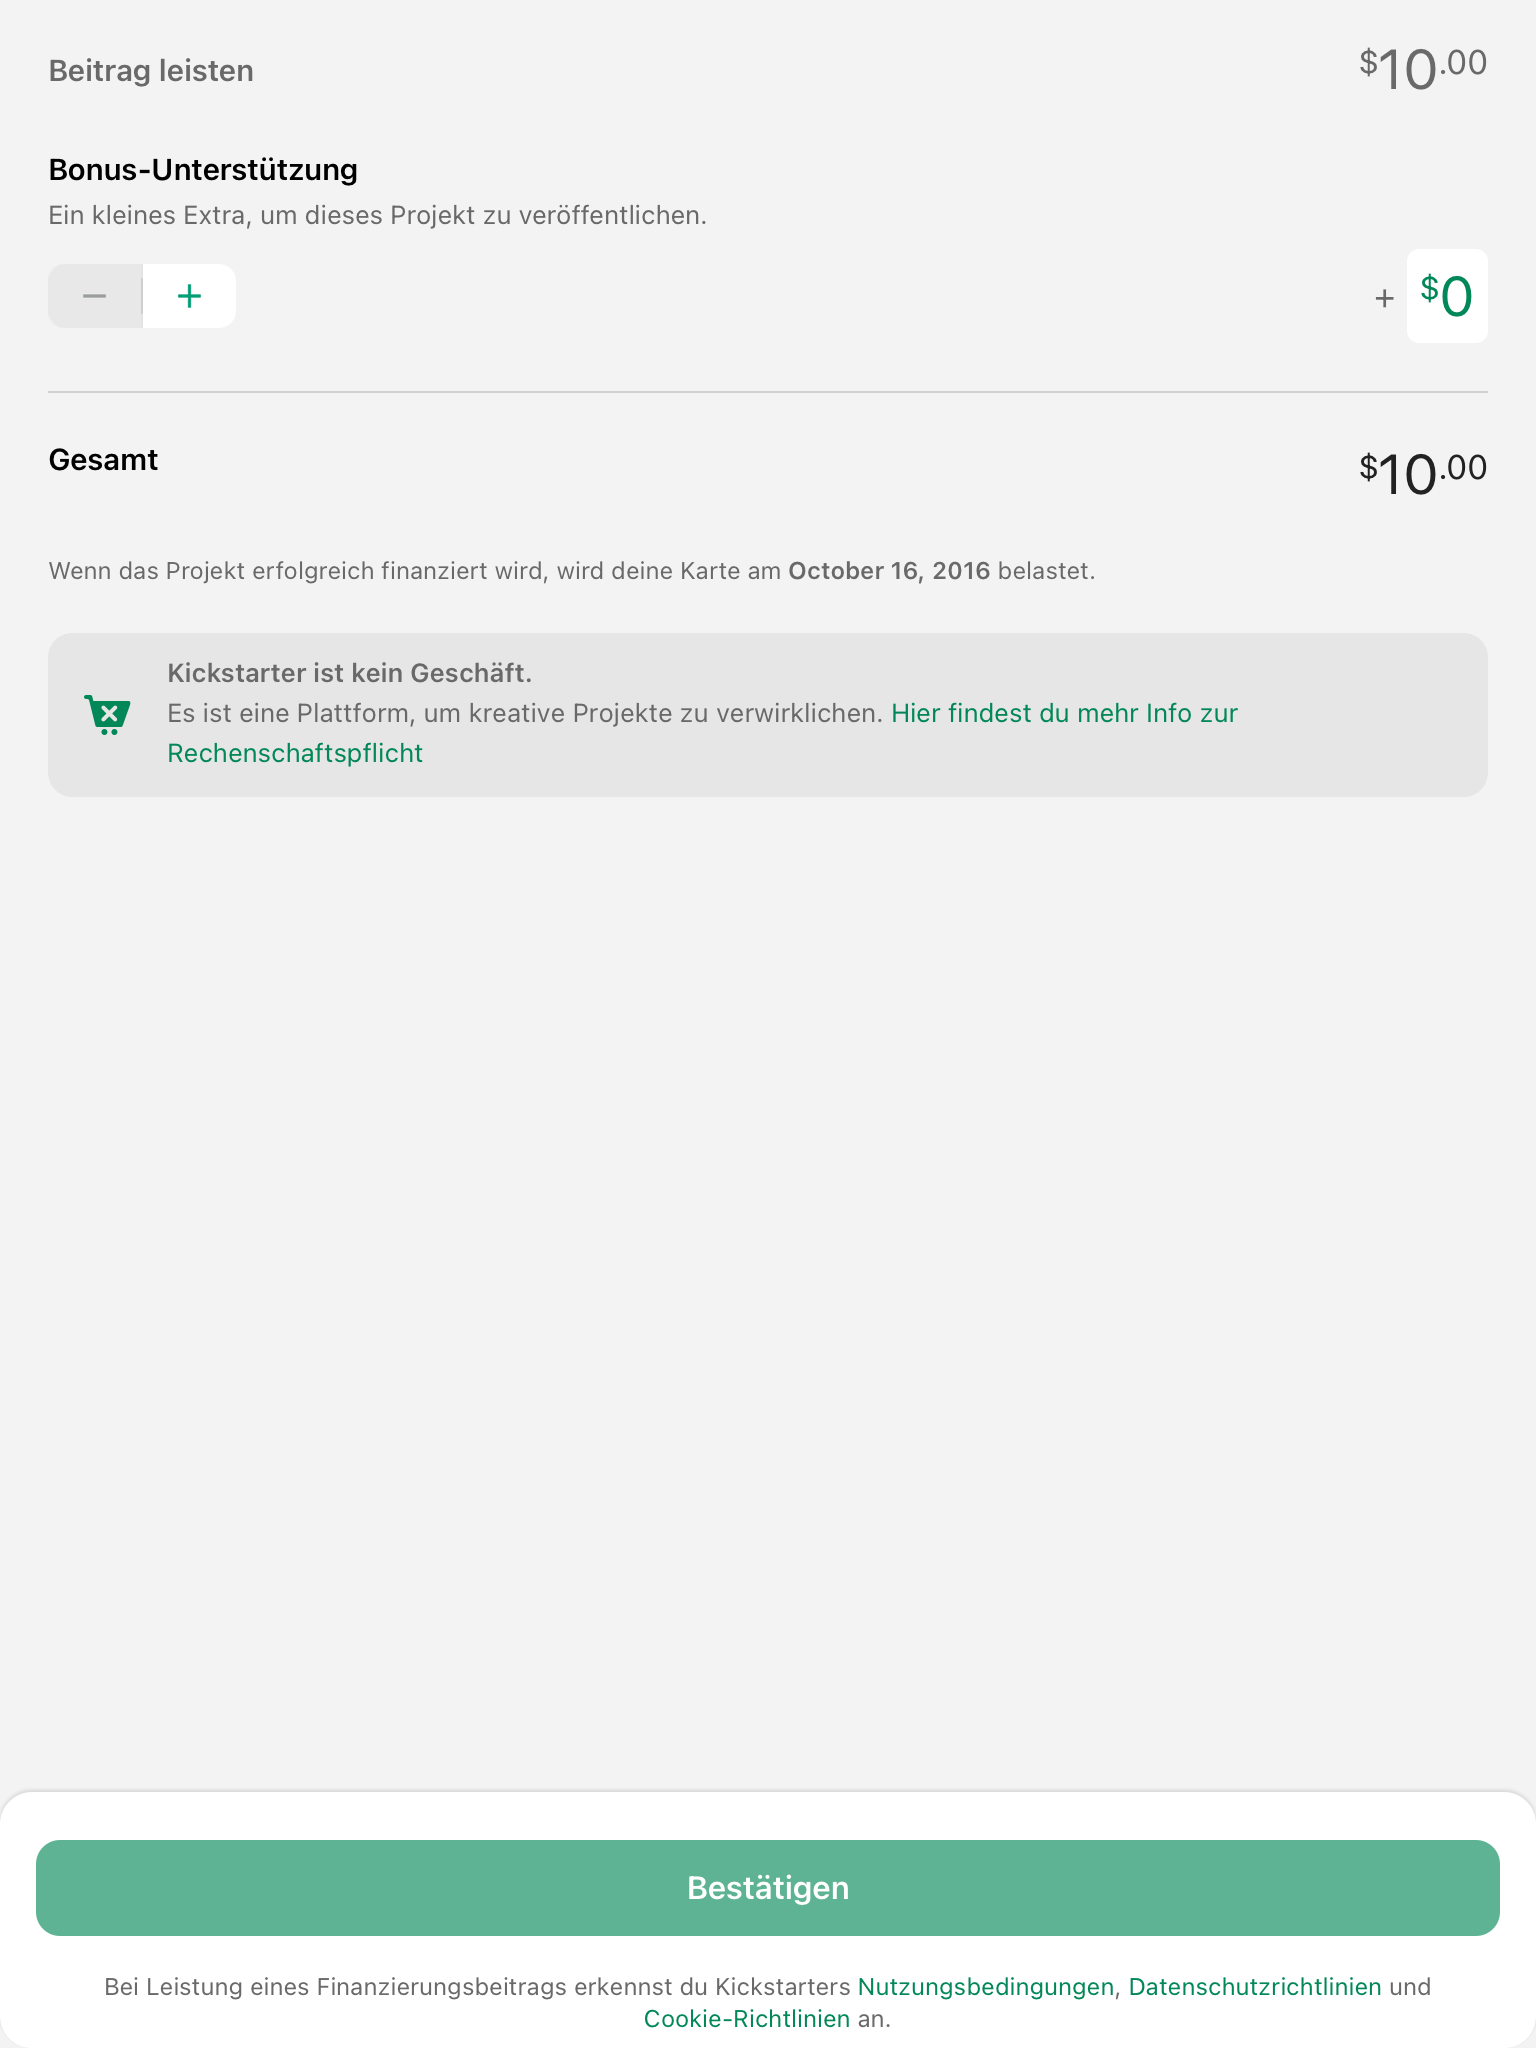 Beitrag leisten $10.00
Bonus-Unterstützung
Ein kleines Extra, um dieses Projekt zu veröffentlichen.
− + + $0
Gesamt $10.00
Wenn das Projekt erfolgreich finanziert wird, wird deine Karte am October 16, 2016 belastet.
Kickstarter ist kein Geschäft.
Es ist eine Plattform, um kreative Projekte zu verwirklichen. Hier findest du mehr Info zur
Rechenschaftspflicht
Bestätigen
Bei Leistung eines Finanzierungsbeitrags erkennst du Kickstarters Nutzungsbedingungen, Datenschutzrichtlinien und
Cookie-Richtlinien an.